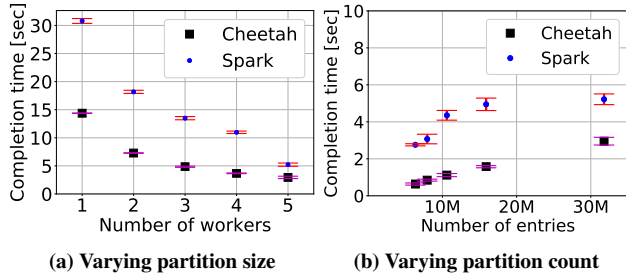 Completion time [sec]
30
25
20
15
10
5
0
Cheetah
Spark
1 2 3 4 5
Number of workers
(a) Varying partition size
Completion time [sec]
10
8
6
4
2
0
Cheetah
Spark
10M 20M 30M
Number of entries
(b) Varying partition count